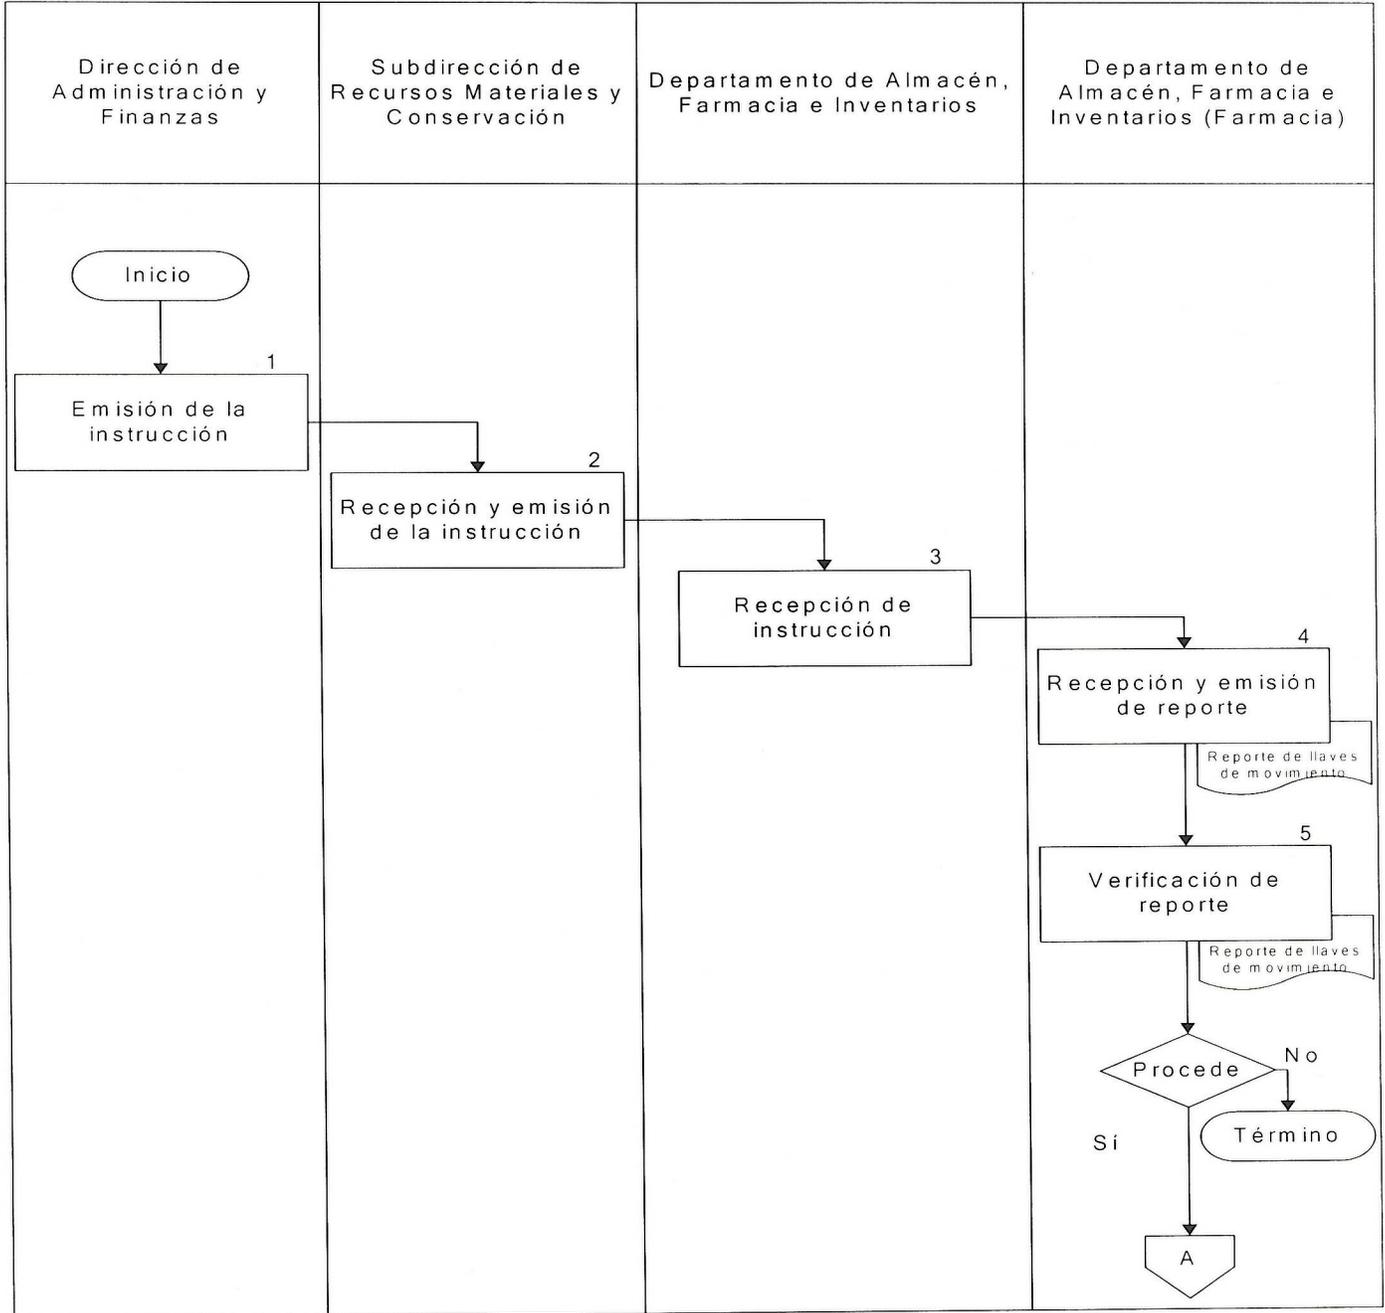 Dirección de
Administración y
Finanzas
Subdirección de
Recursos Materiales y
Conservación
Departamento de Almacén,
Farmacia e Inventarios
Departamento de
Almacén, Farmacia e
Inventarios (Farmacia)
Inicio
1
Emisión de la
instrucción
2
Recepción y emisión
de la instrucción
3
Recepción de
instrucción
4
Recepción y emisión
de reporte
Reporte de llaves
de movimiento
5
Verificación de
reporte
Reporte de llaves
de movimiento
Procede
No
Término
Sí
A